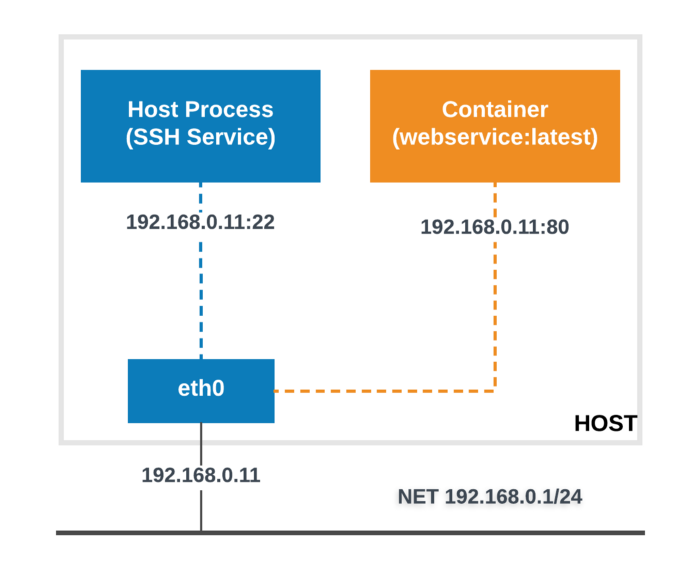 Host Process
(SSH Service)
Container
(webservice:latest)
192.168.0.11:22
192.168.0.11:80
eth0
HOST
192.168.0.11
NET 192.168.0.1/24